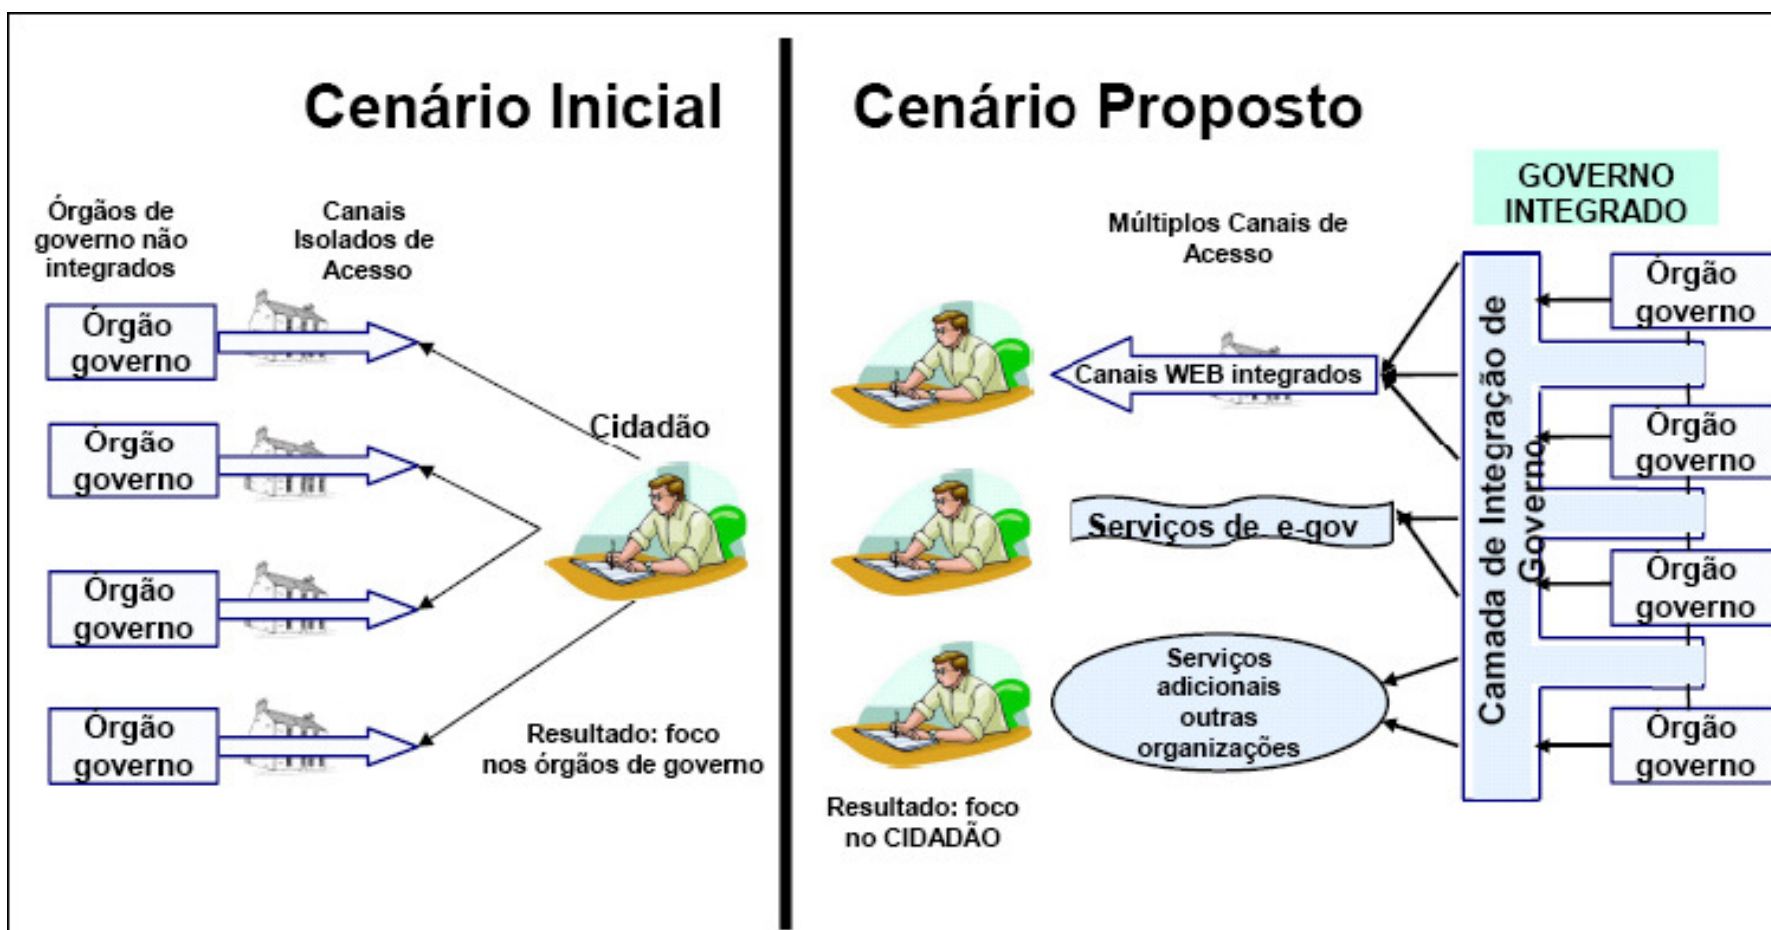 Cenário Inicial
Órgãos de
governo não
integrados
Canais
Isolados de
Acesso
Órgão
governo
Órgão
governo
Órgão
governo
Órgão
governo
Cidadão
Resultado: foco
nos órgãos de governo
Cenário Proposto
GOVERNO
INTEGRADO
Múltiplos Canais de
Acesso
Canais WEB integrados
Serviços de e-gov
Serviços
adicionais
outras
organizações
Resultado: foco
no CIDADÃO
Camada de Integração de
Governo
Órgão
governo
Órgão
governo
Órgão
governo
Órgão
governo